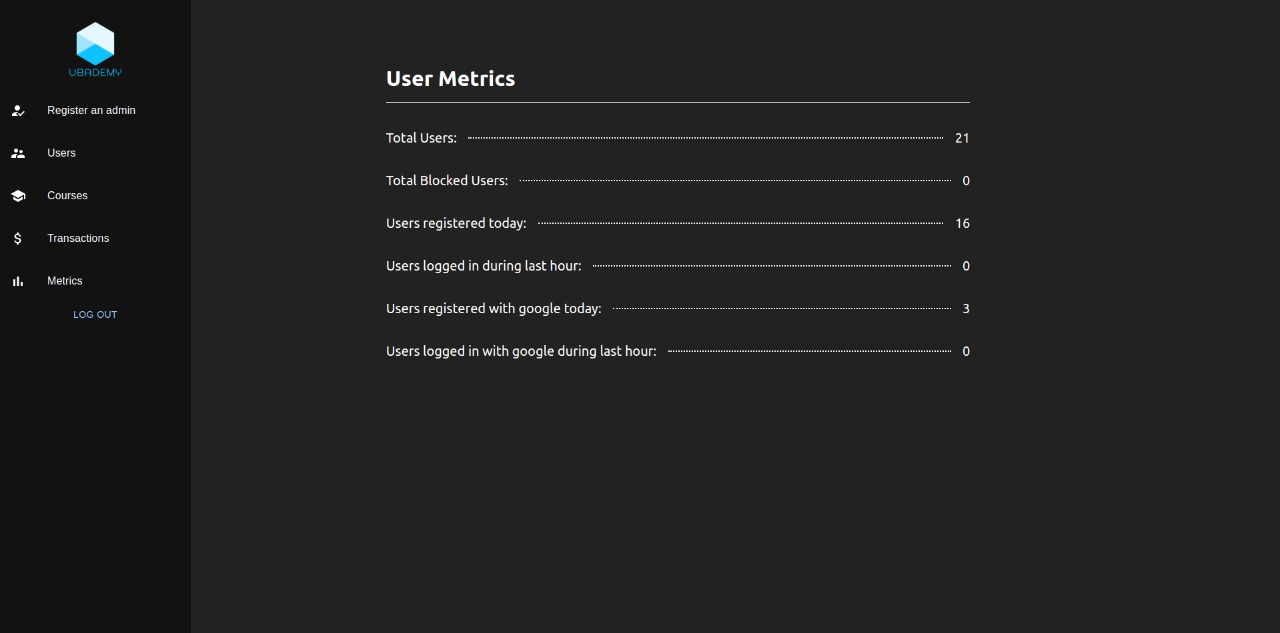 UBADEMY
Register an admin
Users
Courses
Transactions
Metrics
LOG OUT
User Metrics
Total Users: 21
Total Blocked Users: 0
Users registered today: 16
Users logged in during last hour: 0
Users registered with google today: 3
Users logged in with google during last hour: 0